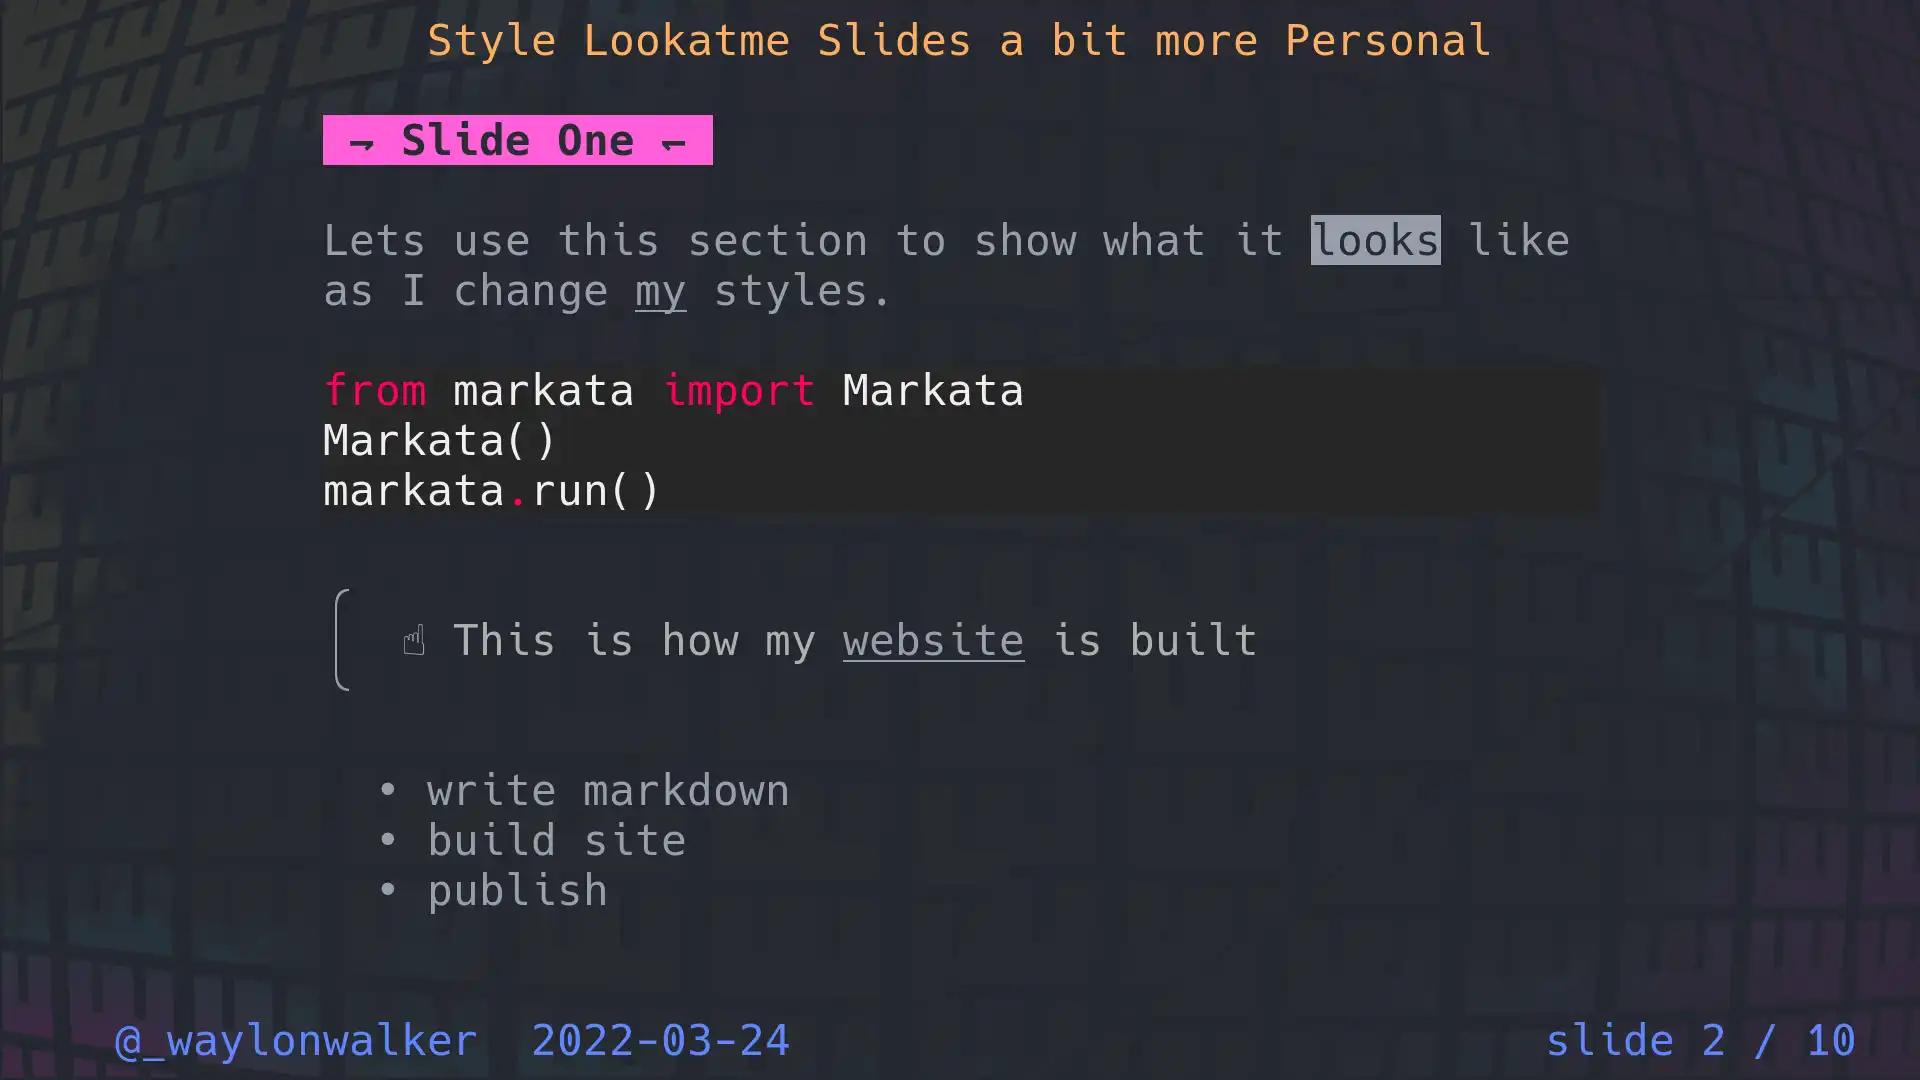 Style Lookatme Slides a bit more Personal
⇁ Slide One ↽
Lets use this section to show what it looks like
as I change my styles.
from markata import Markata
Markata()
markata.run()
☝ This is how my website is built
• write markdown
• build site
• publish
@_waylonwalker 2022-03-24 slide 2 / 10